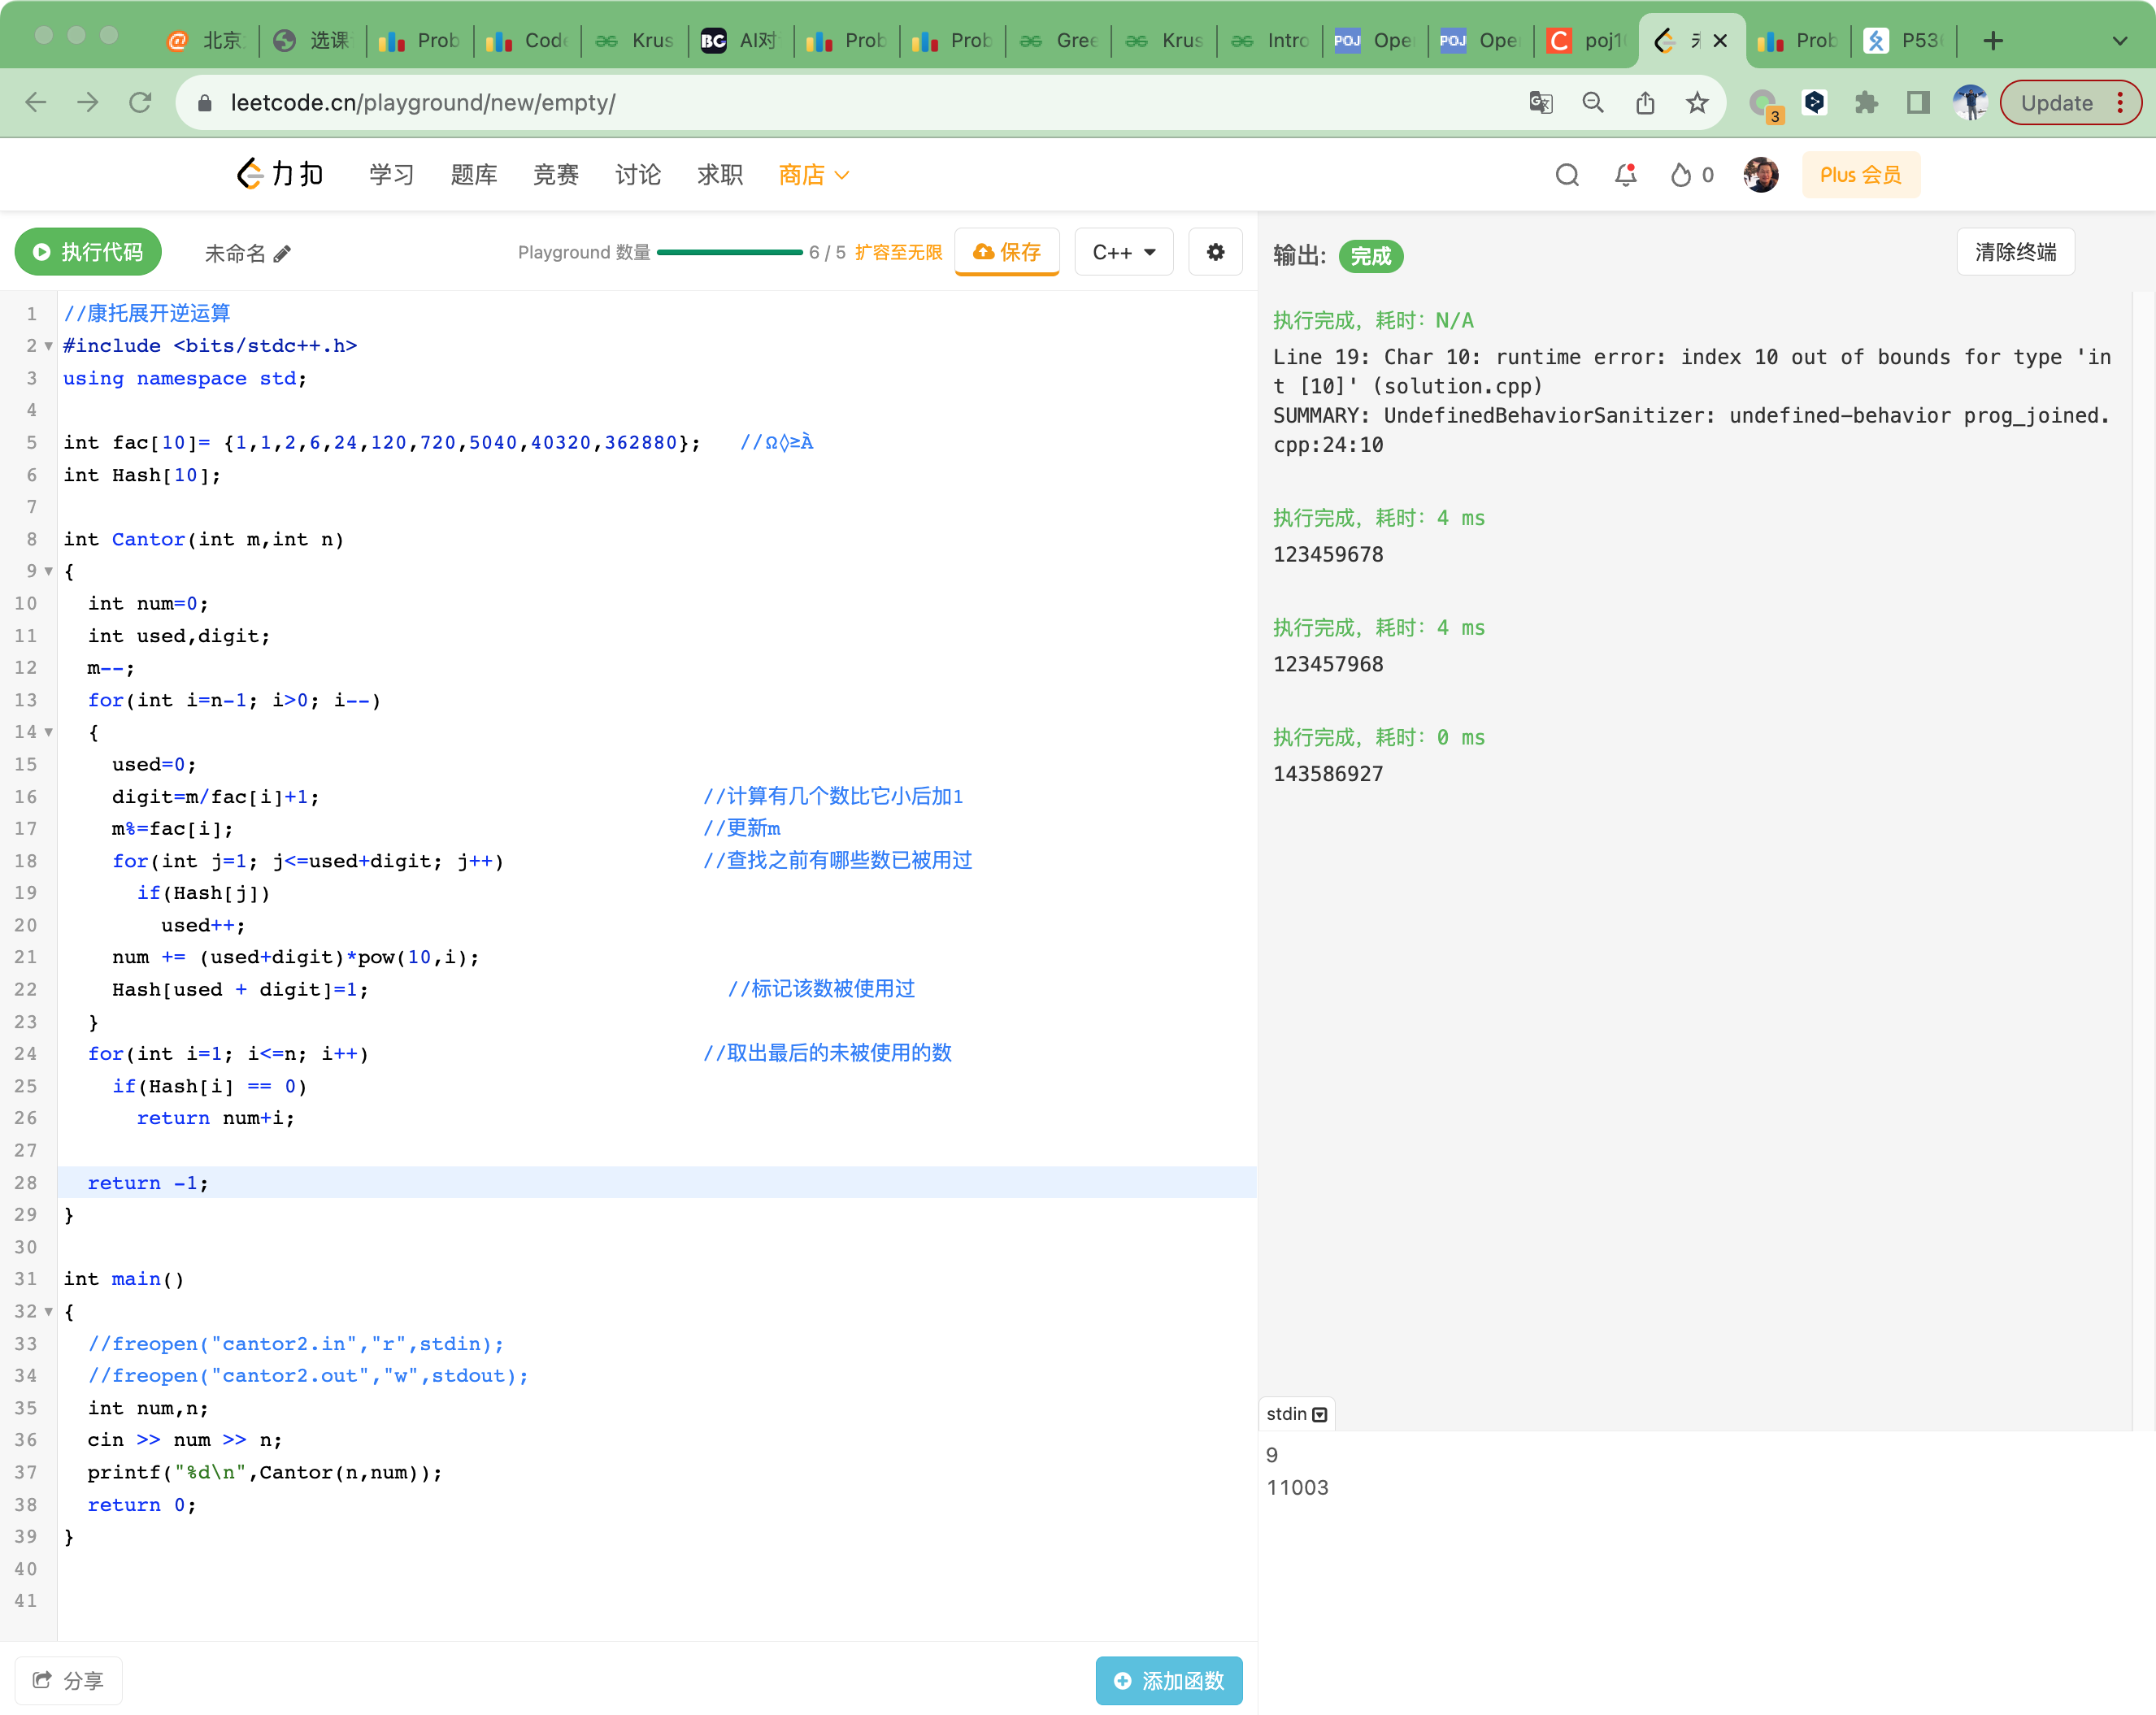 北京
选课
Prob
Code
Krus
BC AI对
Prob
Prob
Gree
Krus
Intro
POJ Ope
POJ Ope
C poj1
Prob
P53
leetcode.cn/playground/new/empty/
3
Update
力扣 学习 题库 竞赛 讨论 求职 商店
0
Plus 会员
执行代码 未命名 Playground 数量 6 / 5 扩容至无限 保存 C++
1 //康托展开逆运算
2 #include <bits/stdc++.h>
3 using namespace std;
4
5 int fac[10]= {1,1,2,6,24,120,720,5040,40320,362880}; //Ω◊≥À
6 int Hash[10];
7
8 int Cantor(int m,int n)
9 {
10 int num=0;
11 int used,digit;
12 m--;
13 for(int i=n-1; i>0; i--)
14 {
15 used=0;
16 digit=m/fac[i]+1; //计算有几个数比它小后加1
17 m%=fac[i]; //更新m
18 for(int j=1; j<=used+digit; j++) //查找之前有哪些数已被用过
19 if(Hash[j])
20 used++;
21 num += (used+digit)*pow(10,i);
22 Hash[used + digit]=1; //标记该数被使用过
23 }
24 for(int i=1; i<=n; i++) //取出最后的未被使用的数
25 if(Hash[i] == 0)
26 return num+i;
27
28 return -1;
29 }
30
31 int main()
32 {
33 //freopen("cantor2.in","r",stdin);
34 //freopen("cantor2.out","w",stdout);
35 int num,n;
36 cin >> num >> n;
37 printf("%d\n",Cantor(n,num));
38 return 0;
39 }
40
41
分享 添加函数
输出: 完成 清除终端
执行完成，耗时：N/A
Line 19: Char 10: runtime error: index 10 out of bounds for type 'in
t [10]' (solution.cpp)
SUMMARY: UndefinedBehaviorSanitizer: undefined-behavior prog_joined.
cpp:24:10
执行完成，耗时：4 ms
123459678
执行完成，耗时：4 ms
123457968
执行完成，耗时：0 ms
143586927
stdin
9
11003